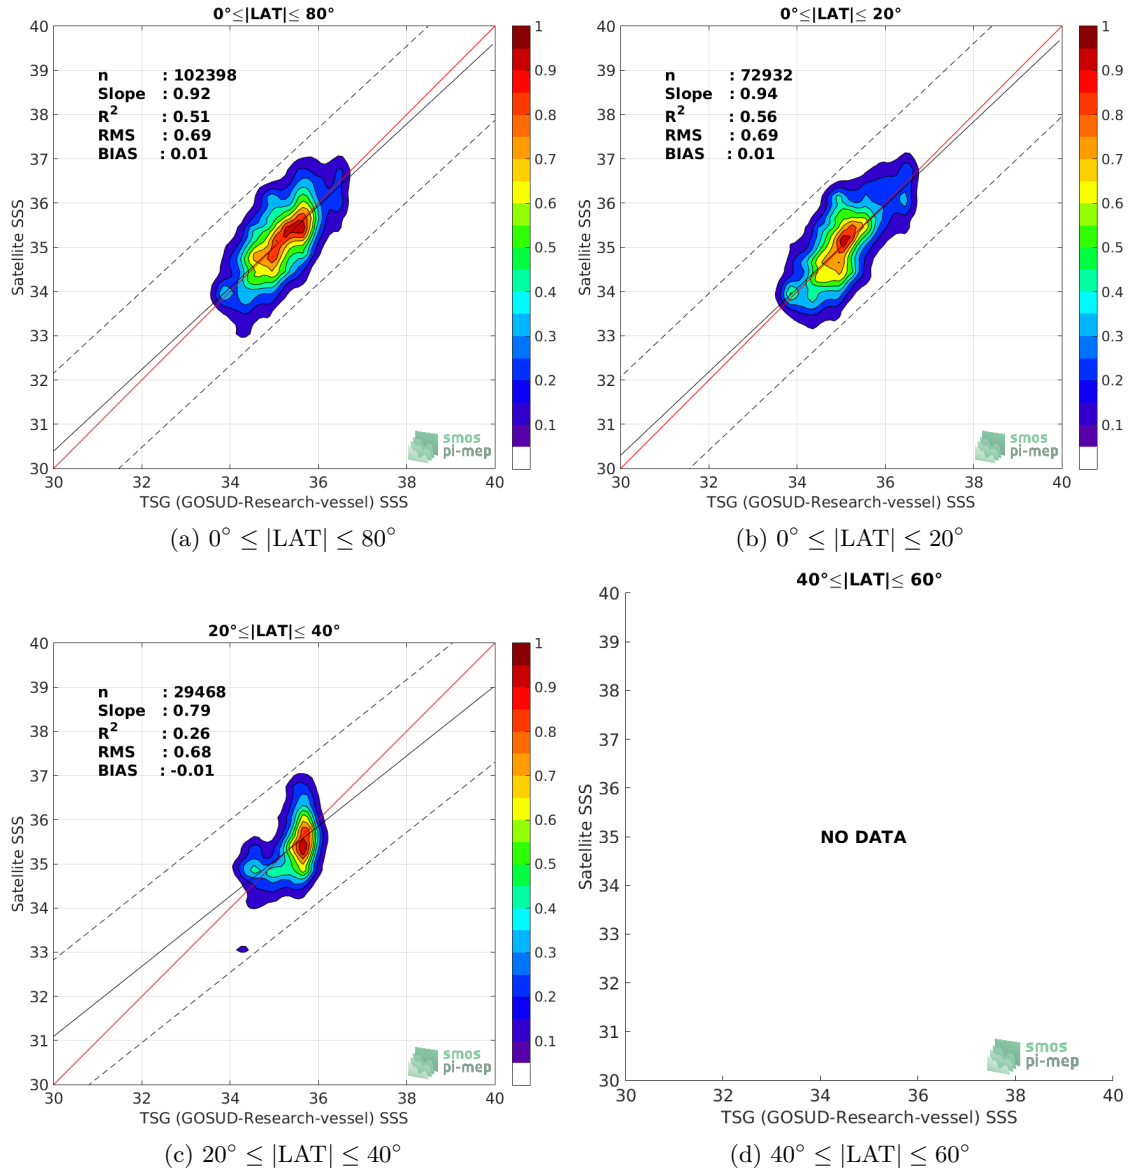 0°≤|LAT|≤ 80°
40
39
38
37
36
35
34
33
32
31
30
Satellite SSS
n : 102398
Slope : 0.92
R² : 0.51
RMS : 0.69
BIAS : 0.01
smos
pi-mep
30 32 34 36 38 40
TSG (GOSUD-Research-vessel) SSS
1
0.9
0.8
0.7
0.6
0.5
0.4
0.3
0.2
0.1
(a) 0° ≤ |LAT| ≤ 80°
0°≤|LAT|≤ 20°
40
39
38
37
36
35
34
33
32
31
30
Satellite SSS
n : 72932
Slope : 0.94
R² : 0.56
RMS : 0.69
BIAS : 0.01
smos
pi-mep
30 32 34 36 38 40
TSG (GOSUD-Research-vessel) SSS
1
0.9
0.8
0.7
0.6
0.5
0.4
0.3
0.2
0.1
(b) 0° ≤ |LAT| ≤ 20°
20°≤|LAT|≤ 40°
40
39
38
37
36
35
34
33
32
31
30
Satellite SSS
n : 29468
Slope : 0.79
R² : 0.26
RMS : 0.68
BIAS : -0.01
smos
pi-mep
30 32 34 36 38 40
TSG (GOSUD-Research-vessel) SSS
1
0.9
0.8
0.7
0.6
0.5
0.4
0.3
0.2
0.1
(c) 20° ≤ |LAT| ≤ 40°
40°≤|LAT|≤ 60°
40
39
38
37
36
35
34
33
32
31
30
Satellite SSS
NO DATA
smos
pi-mep
30 32 34 36 38 40
TSG (GOSUD-Research-vessel) SSS
(d) 40° ≤ |LAT| ≤ 60°